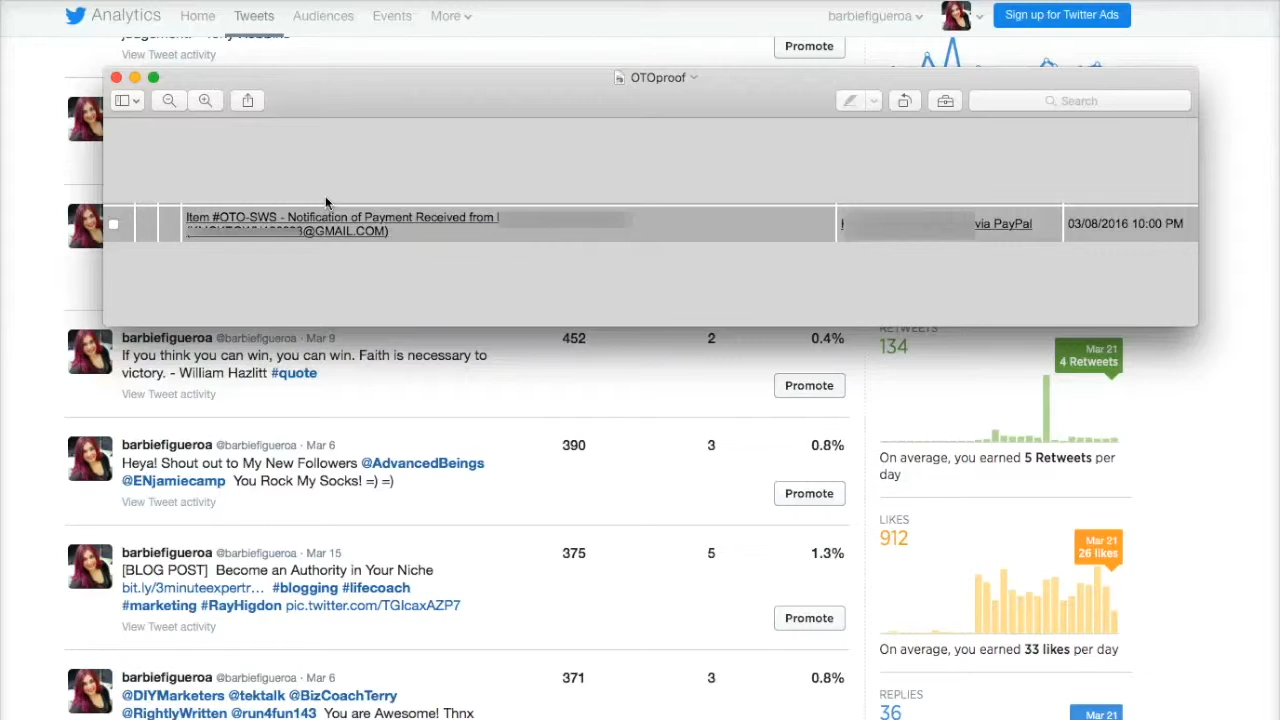 Analytics Home Tweets Audiences Events More barbiefigueroa Sign up for Twitter Ads
View Tweet activity
Promote
OTOproof
Search
Item #OTO-SWS - Notification of Payment Received from
@GMAIL.COM)
via PayPal
03/08/2016 10:00 PM
barbiefigueroa @barbiefigueroa · Mar 9
452 2 0.4%
If you think you can win, you can win. Faith is necessary to
victory. - William Hazlitt #quote
View Tweet activity
Promote
barbiefigueroa @barbiefigueroa · Mar 6
390 3 0.8%
Heya! Shout out to My New Followers @AdvancedBeings
@ENjamiecamp You Rock My Socks! =) =)
View Tweet activity
Promote
barbiefigueroa @barbiefigueroa · Mar 15
375 5 1.3%
[BLOG POST] Become an Authority in Your Niche
bit.ly/3minuteexpertr… #blogging #lifecoach
#marketing #RayHigdon pic.twitter.com/TGIcaxAZP7
View Tweet activity
Promote
barbiefigueroa @barbiefigueroa · Mar 6
371 3 0.8%
@DIYMarketers @tektalk @BizCoachTerry
@RightlyWritten @run4fun143 You are Awesome! Thnx
RETWEETS
134
Mar 21
4 Retweets
On average, you earned 5 Retweets per
day
LIKES
912
Mar 21
26 likes
On average, you earned 33 likes per day
REPLIES
36
Mar 21